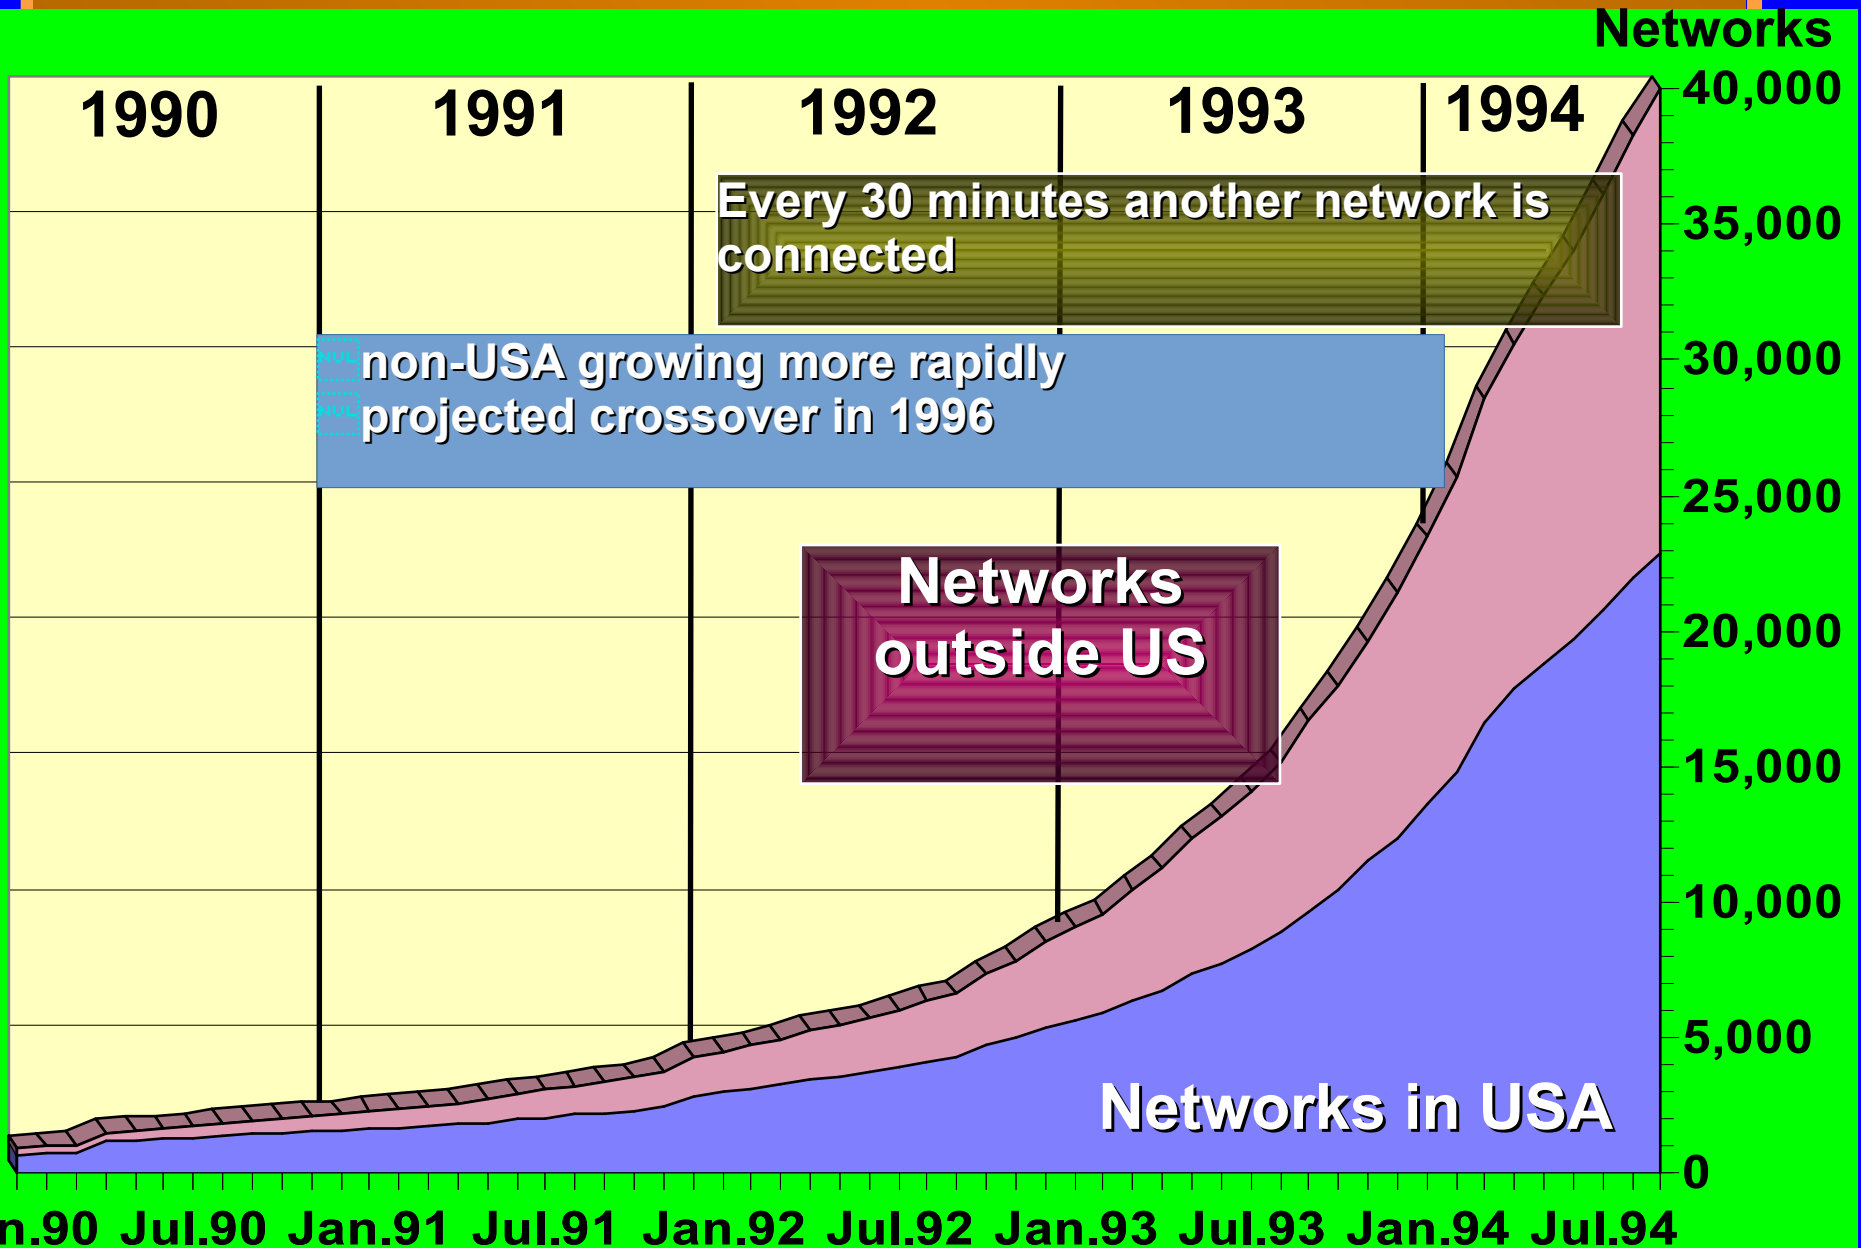 Networks
1990 1991 1992 1993 1994
40,000
Every 30 minutes another network is
connected
35,000
NUL non-USA growing more rapidly
30,000
NUL projected crossover in 1996
25,000
Networks
outside US
20,000
15,000
10,000
5,000
Networks in USA
0
n.90 Jul.90 Jan.91 Jul.91 Jan.92 Jul.92 Jan.93 Jul.93 Jan.94 Jul.94